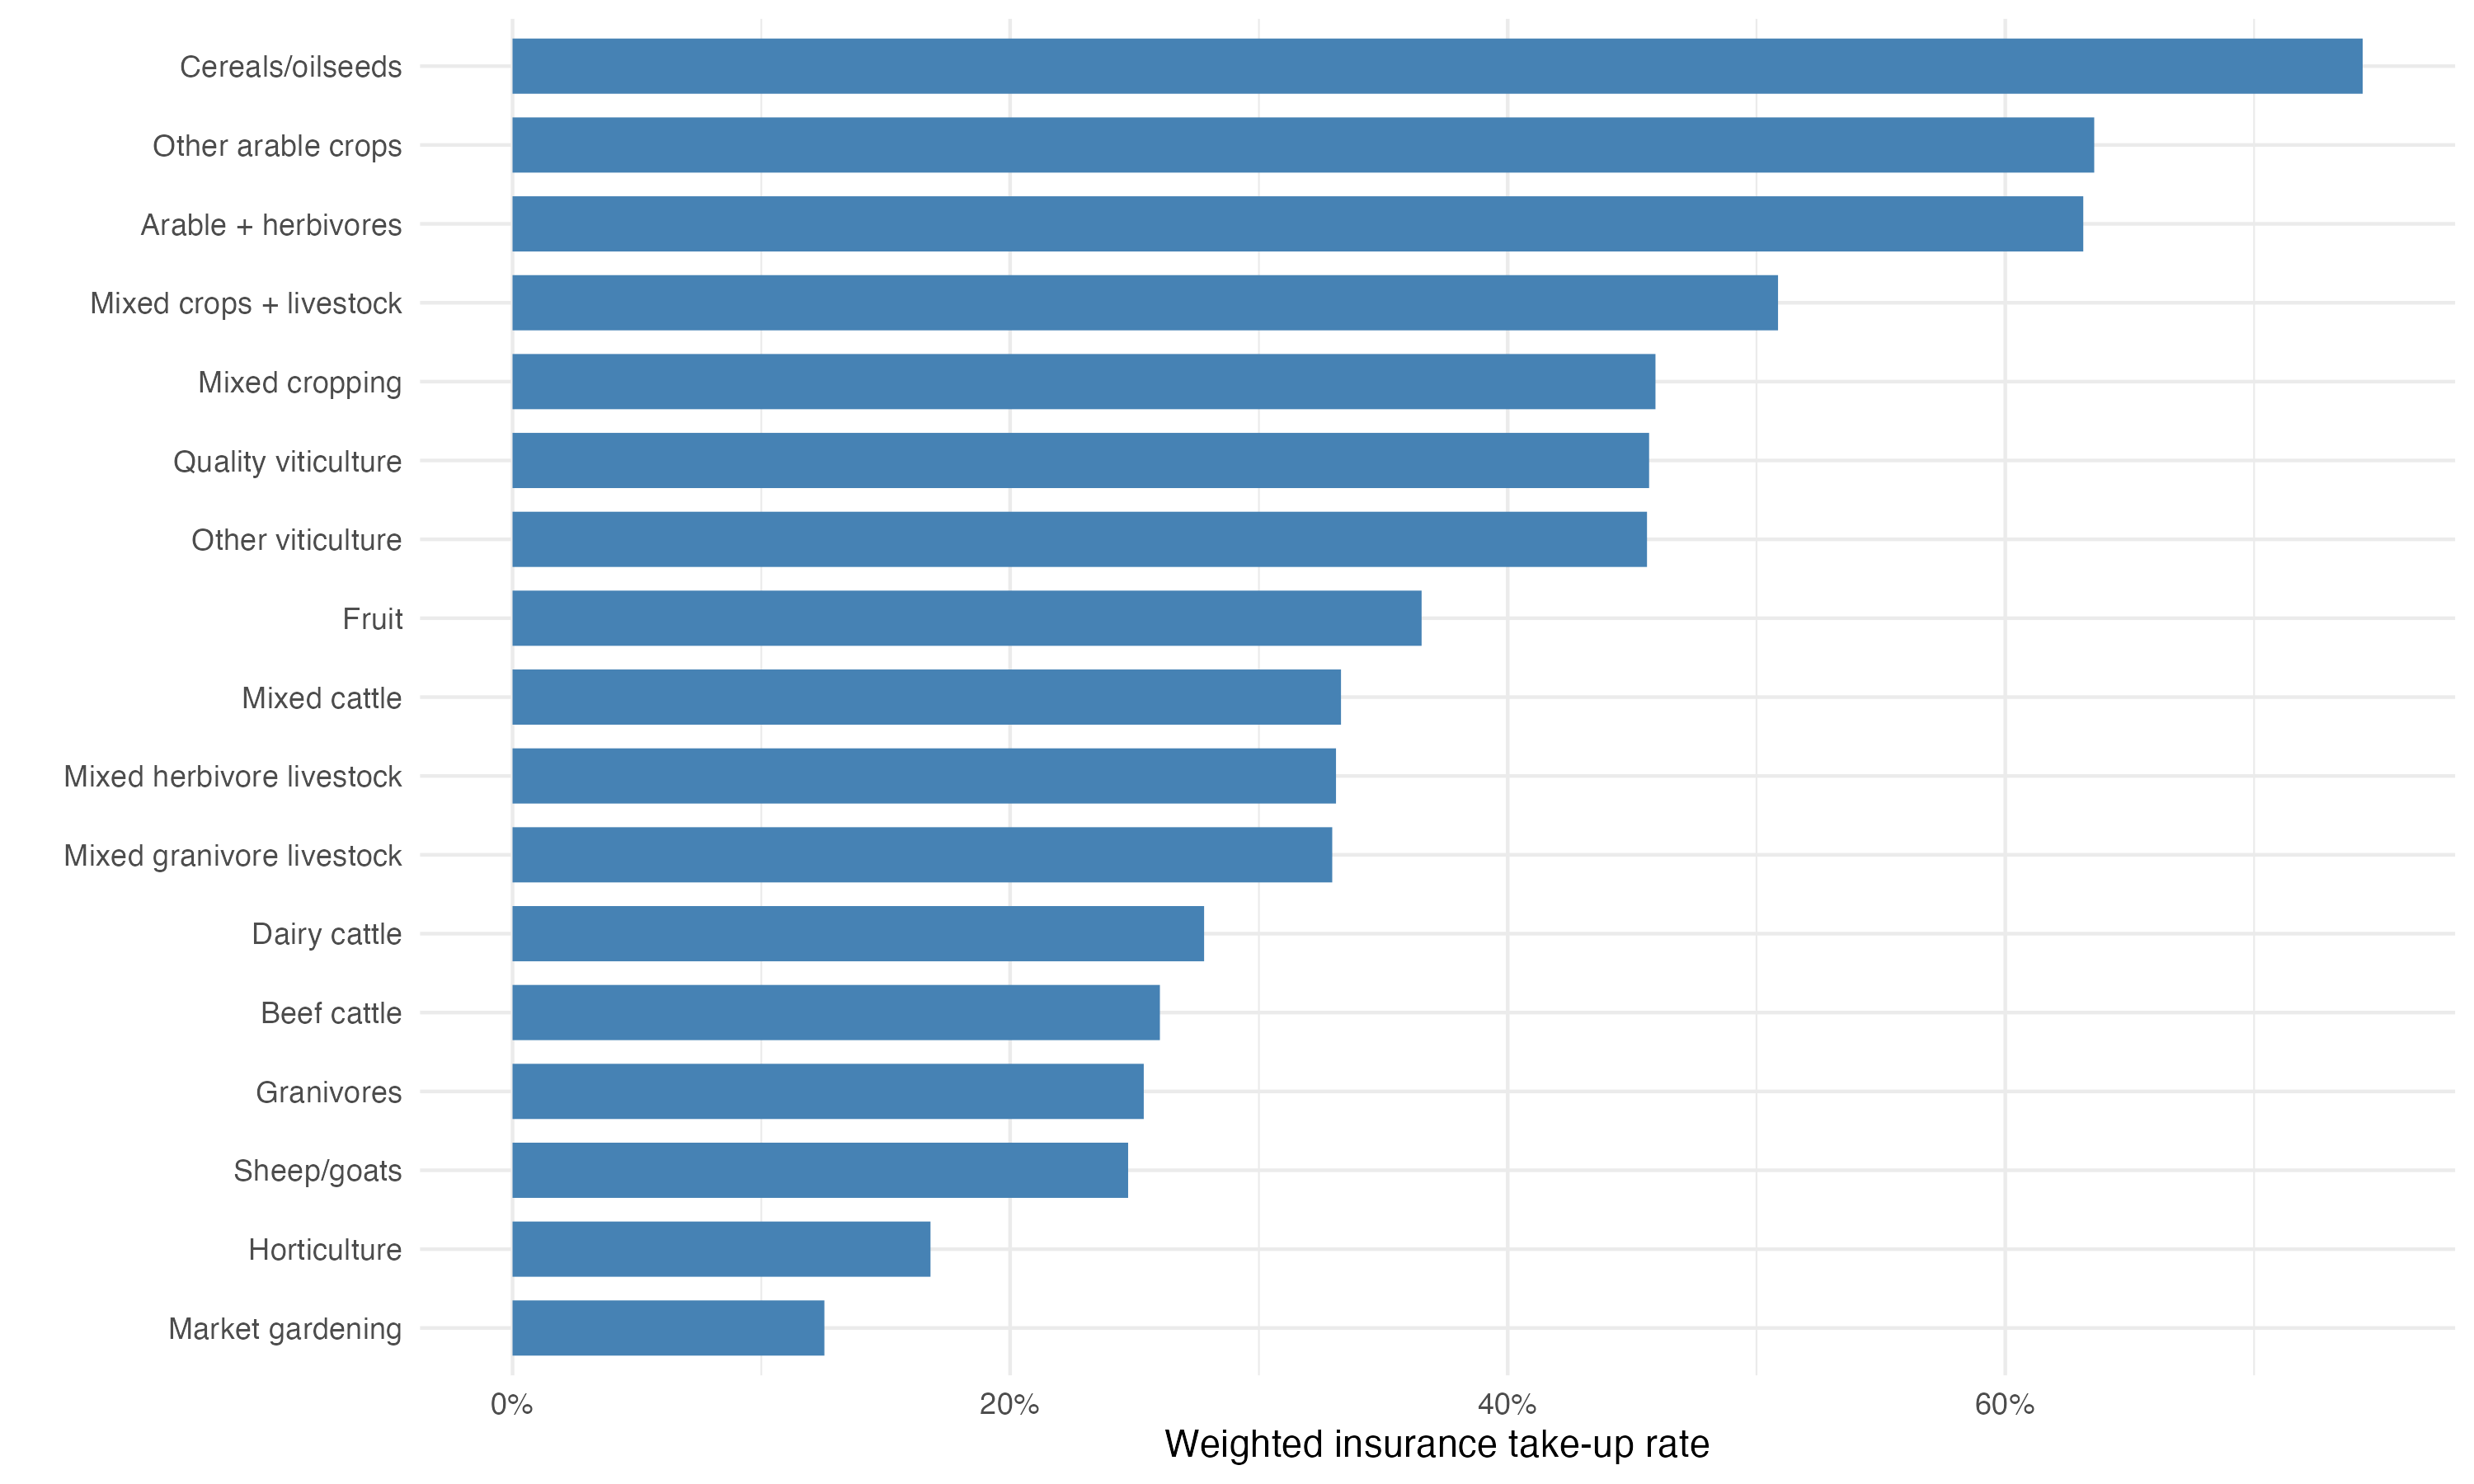 Cereals/oilseeds
Other arable crops
Arable + herbivores
Mixed crops + livestock
Mixed cropping
Quality viticulture
Other viticulture
Fruit
Mixed cattle
Mixed herbivore livestock
Mixed granivore livestock
Dairy cattle
Beef cattle
Granivores
Sheep/goats
Horticulture
Market gardening
0% 20% 40% 60%
Weighted insurance take-up rate